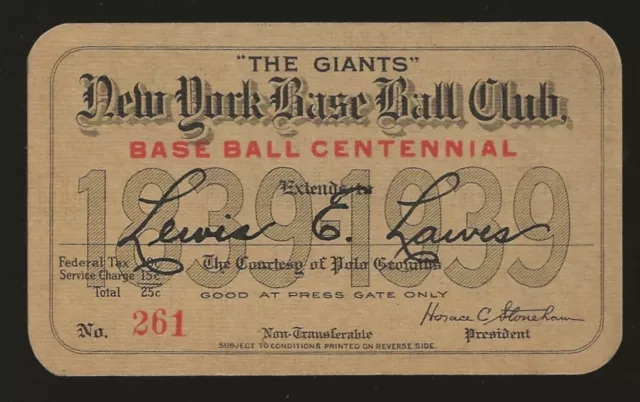 "THE GIANTS"
New York Base Ball Club,
BASE BALL CENTENNIAL
1839-1939
Extends to
Lewis E. Lawes
Federal Tax 10c
The Courtesy of Polo Grounds
Service Charge 15c
Total 25c
GOOD AT PRESS GATE ONLY
Horace C Stoneham
No. 261
Non-Transferable
President
SUBJECT TO CONDITIONS PRINTED ON REVERSE SIDE.